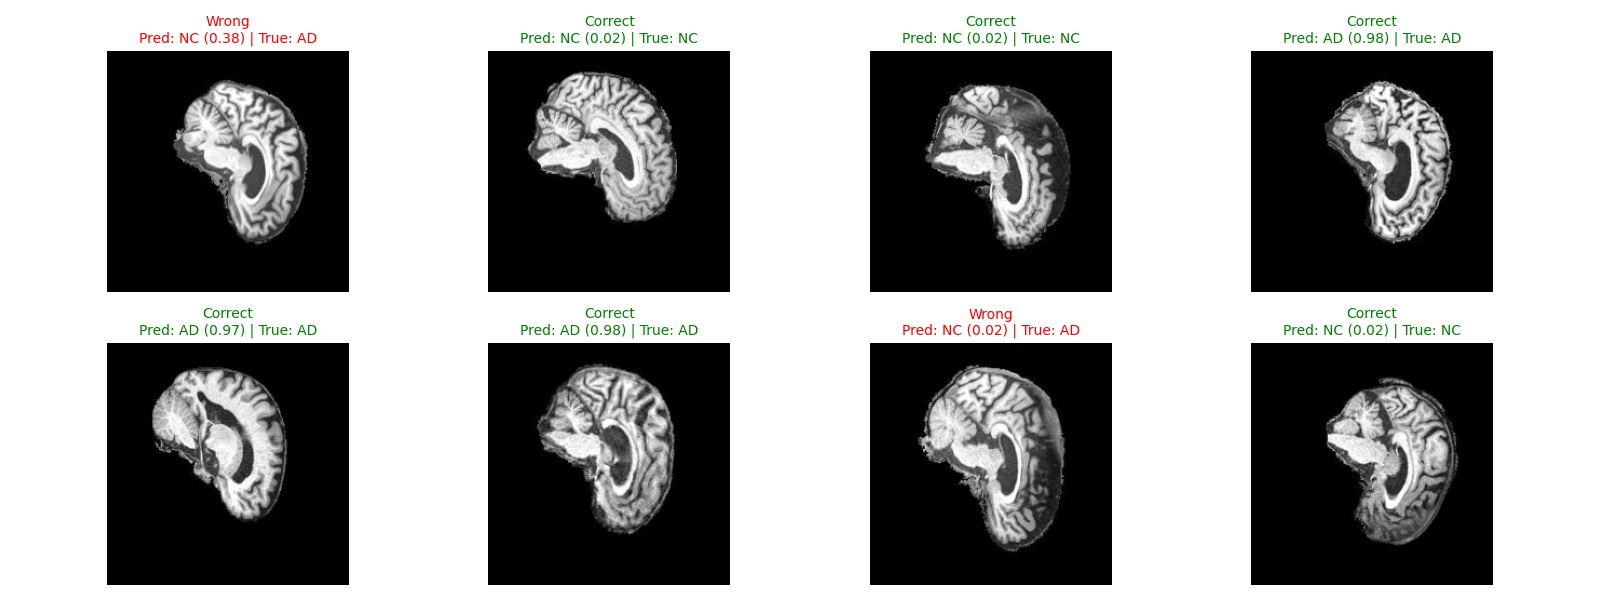 Wrong
Pred: NC (0.38) | True: AD
Correct
Pred: NC (0.02) | True: NC
Correct
Pred: NC (0.02) | True: NC
Correct
Pred: AD (0.98) | True: AD
Correct
Pred: AD (0.97) | True: AD
Correct
Pred: AD (0.98) | True: AD
Wrong
Pred: NC (0.02) | True: AD
Correct
Pred: NC (0.02) | True: NC